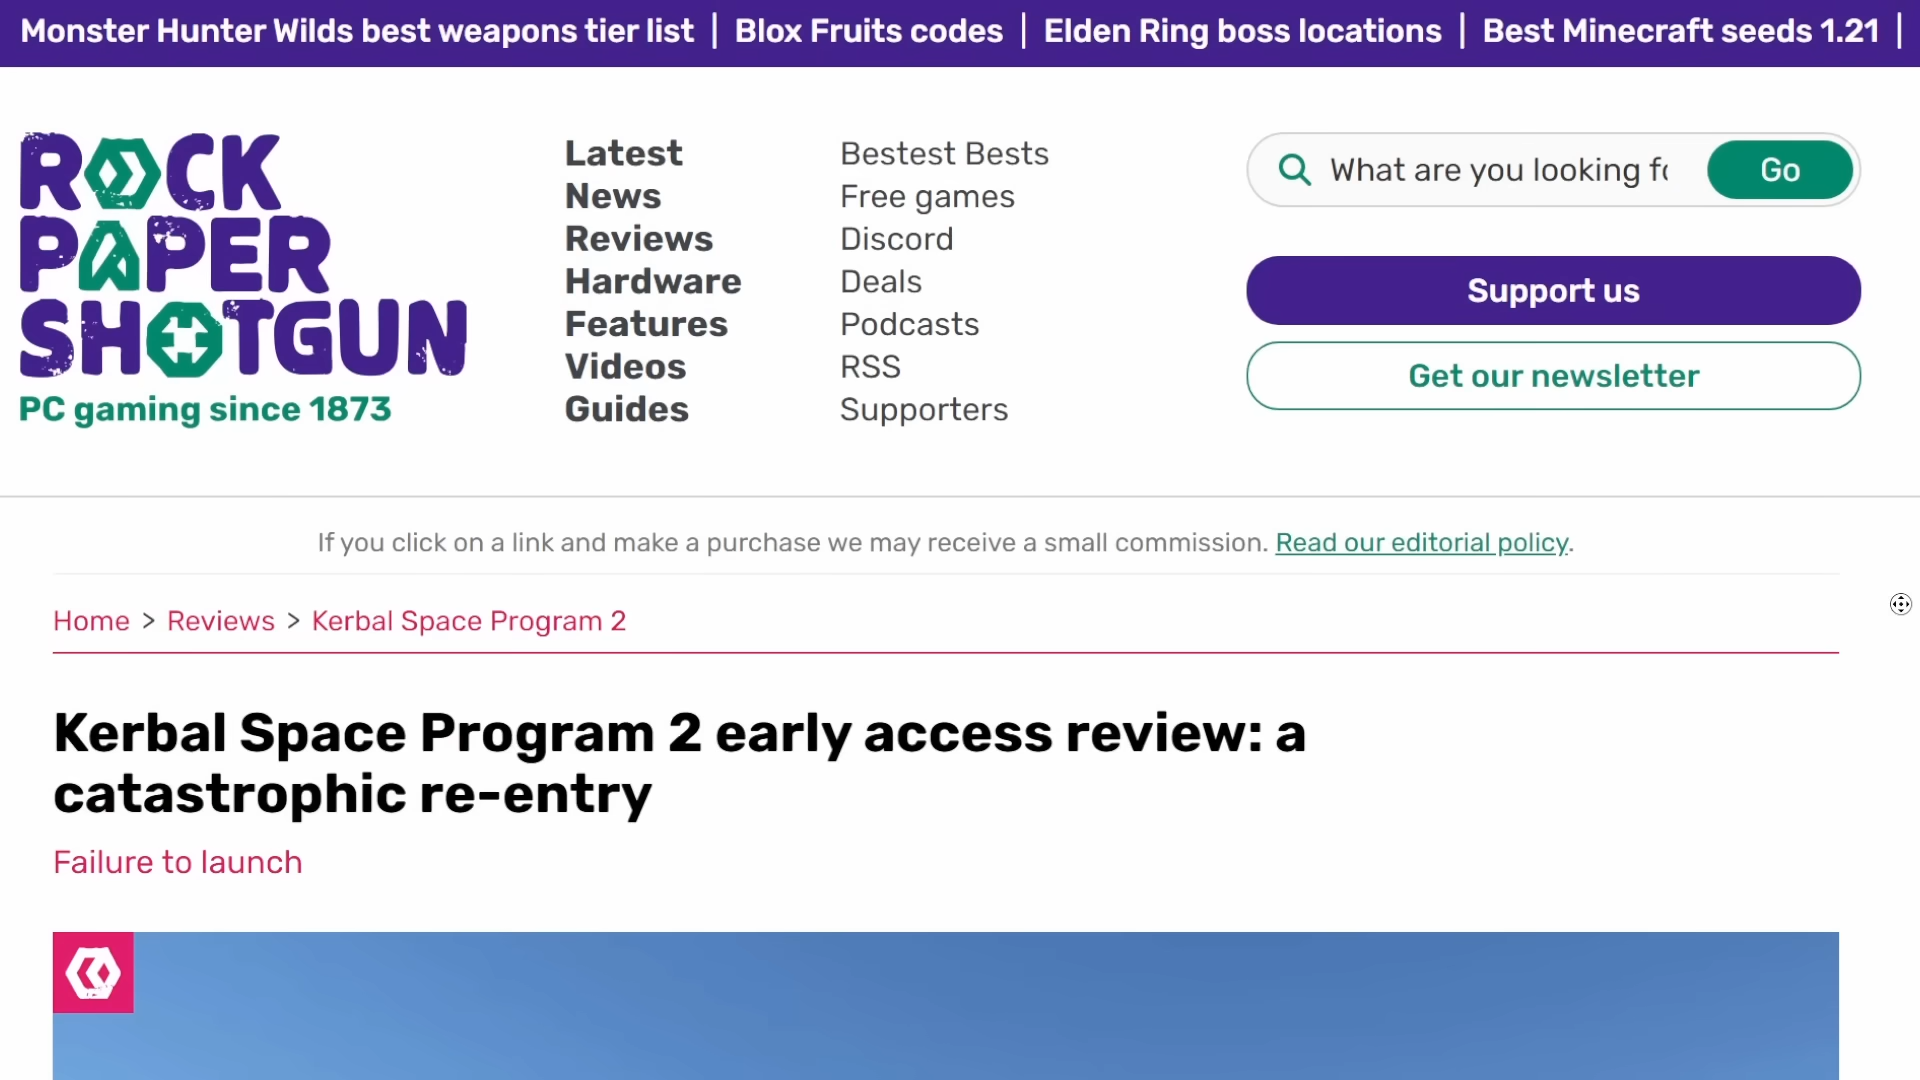 Monster Hunter Wilds best weapons tier list | Blox Fruits codes | Elden Ring boss locations | Best Minecraft seeds 1.21 |
ROCK
PAPER
SHOTGUN
PC gaming since 1873
Latest
News
Reviews
Hardware
Features
Videos
Guides
Bestest Bests
Free games
Discord
Deals
Podcasts
RSS
Supporters
What are you looking fo
Go
Support us
Get our newsletter
If you click on a link and make a purchase we may receive a small commission. Read our editorial policy.
Home > Reviews > Kerbal Space Program 2
Kerbal Space Program 2 early access review: a
catastrophic re-entry
Failure to launch